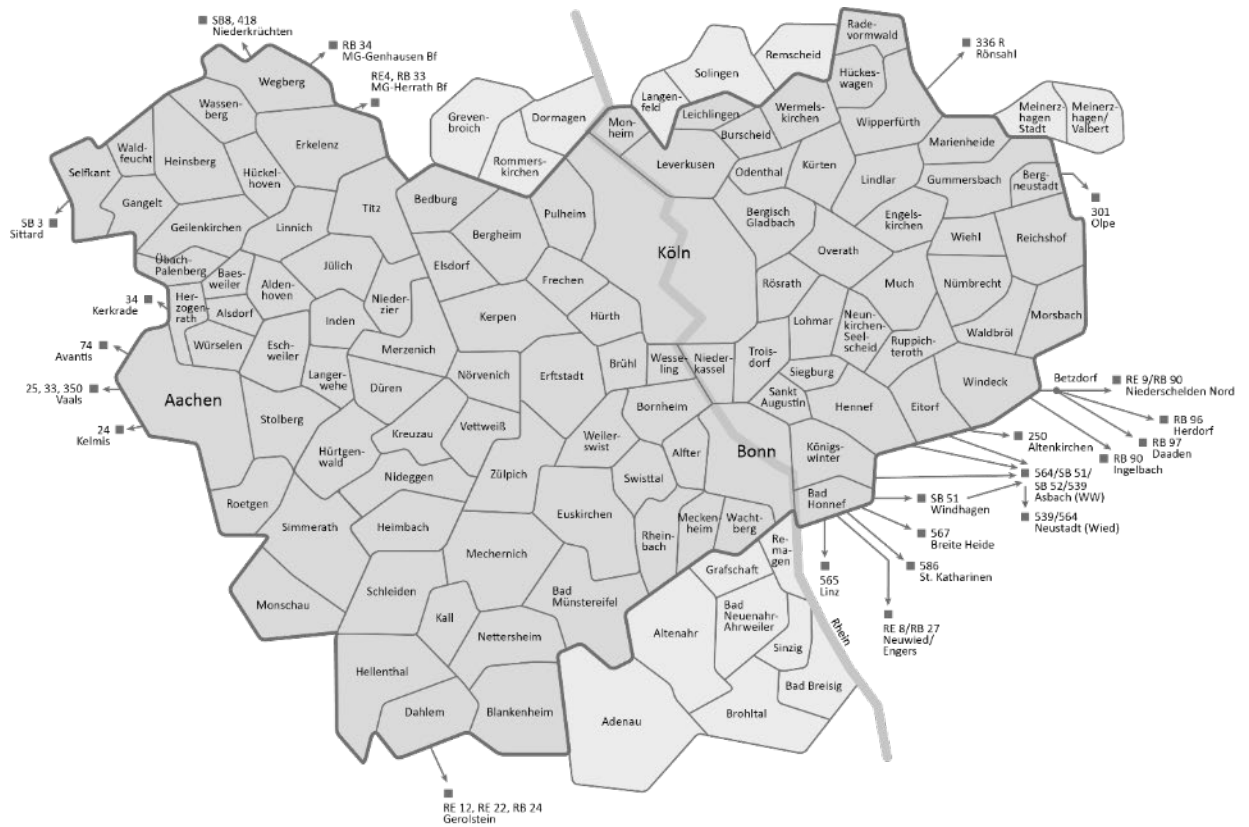 SB8, 418
Niederkrüchten
RB 34
MG-Genhausen Bf
RE4, RB 33
MG-Herrath Bf
336 R
Rönsahl
Rade-
vormwald
Remscheid
Solingen
Hückes-
wagen
Wegberg
Langen-
feld
Wassen-
berg
Greven-
broich
Dormagen
Mon-
heim
Leichlingen
Wermels-
kirchen
Burscheid
Wipperfürth
Meinerz-
hagen
Stadt
Meinerz-
hagen/
Valbert
Marienheide
Erkelenz
Wald-
feucht
Heinsberg
Rommers-
kirchen
Leverkusen
Odenthal
Kürten
Lindlar
Gummersbach
Berg-
neustadt
Selfkant
Hückel-
hoven
Gangelt
Titz
Bedburg
Pulheim
301
Olpe
SB 3
Sittard
Geilenkirchen
Linnich
Bergheim
Bergisch
Gladbach
Engels-
kirchen
Wiehl
Reichshof
Köln
Overath
Übach-
Palenberg
Baes-
weiler
Alden-
hoven
Jülich
Elsdorf
Frechen
Rösrath
Much
Nümbrecht
34
Kerkrade
Her-
zogen-
rath
Alsdorf
Inden
Nieder-
zier
Kerpen
Hürth
Lohmar
Neun-
kirchen-
Seel-
scheid
Morsbach
Waldbröl
Ruppich-
teroth
74
Avantis
Würselen
Esch-
weiler
Merzenich
Brühl
Wesse-
ling
Nieder-
kassel
Trois-
dorf
Siegburg
Windeck
Betzdorf
RE 9/RB 90
Niederschelden Nord
25, 33, 350
Vaals
Langer-
wehe
Düren
Nörvenich
Erftstadt
Sankt
Augustin
Hennef
Eitorf
Aachen
Stolberg
Bornheim
RB 96
Herdorf
24
Kelmis
Kreuzau
Vettweiß
Weiler-
swist
Alfter
Bonn
Königs-
winter
250
Altenkirchen
RB 97
Daaden
RB 90
Ingelbach
Hürtgen-
wald
Nideggen
Zülpich
Swisttal
564/SB 51/
SB 52/539
Asbach (WW)
Roetgen
Simmerath
Heimbach
Euskirchen
Rhein-
bach
Mecken-
heim
Wacht-
berg
Bad
Honnef
SB 51
Windhagen
539/564
Neustadt (Wied)
567
Breite Heide
Re-
magen
Mechernich
Grafschaft
565
Linz
586
St. Katharinen
Monschau
Schleiden
Kall
Bad
Münstereifel
Bad
Neuenahr-
Ahrweiler
Altenahr
Rhein
RE 8/RB 27
Neuwied/
Engers
Nettersheim
Sinzig
Hellenthal
Bad Breisig
Dahlem
Blankenheim
Adenau
Brohltal
RE 12, RE 22, RB 24
Gerolstein